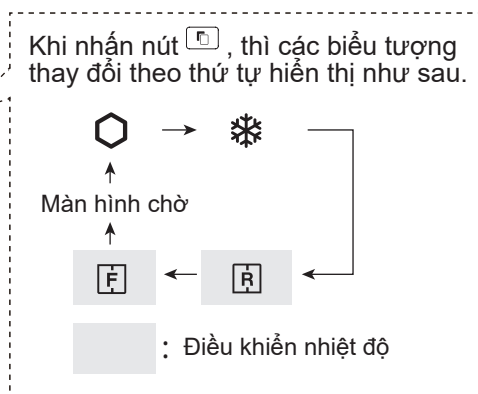 Khi nhấn nút , thì các biểu tượng
thay đổi theo thứ tự hiển thị như sau.
Màn hình chờ
F
R
: Điều khiển nhiệt độ